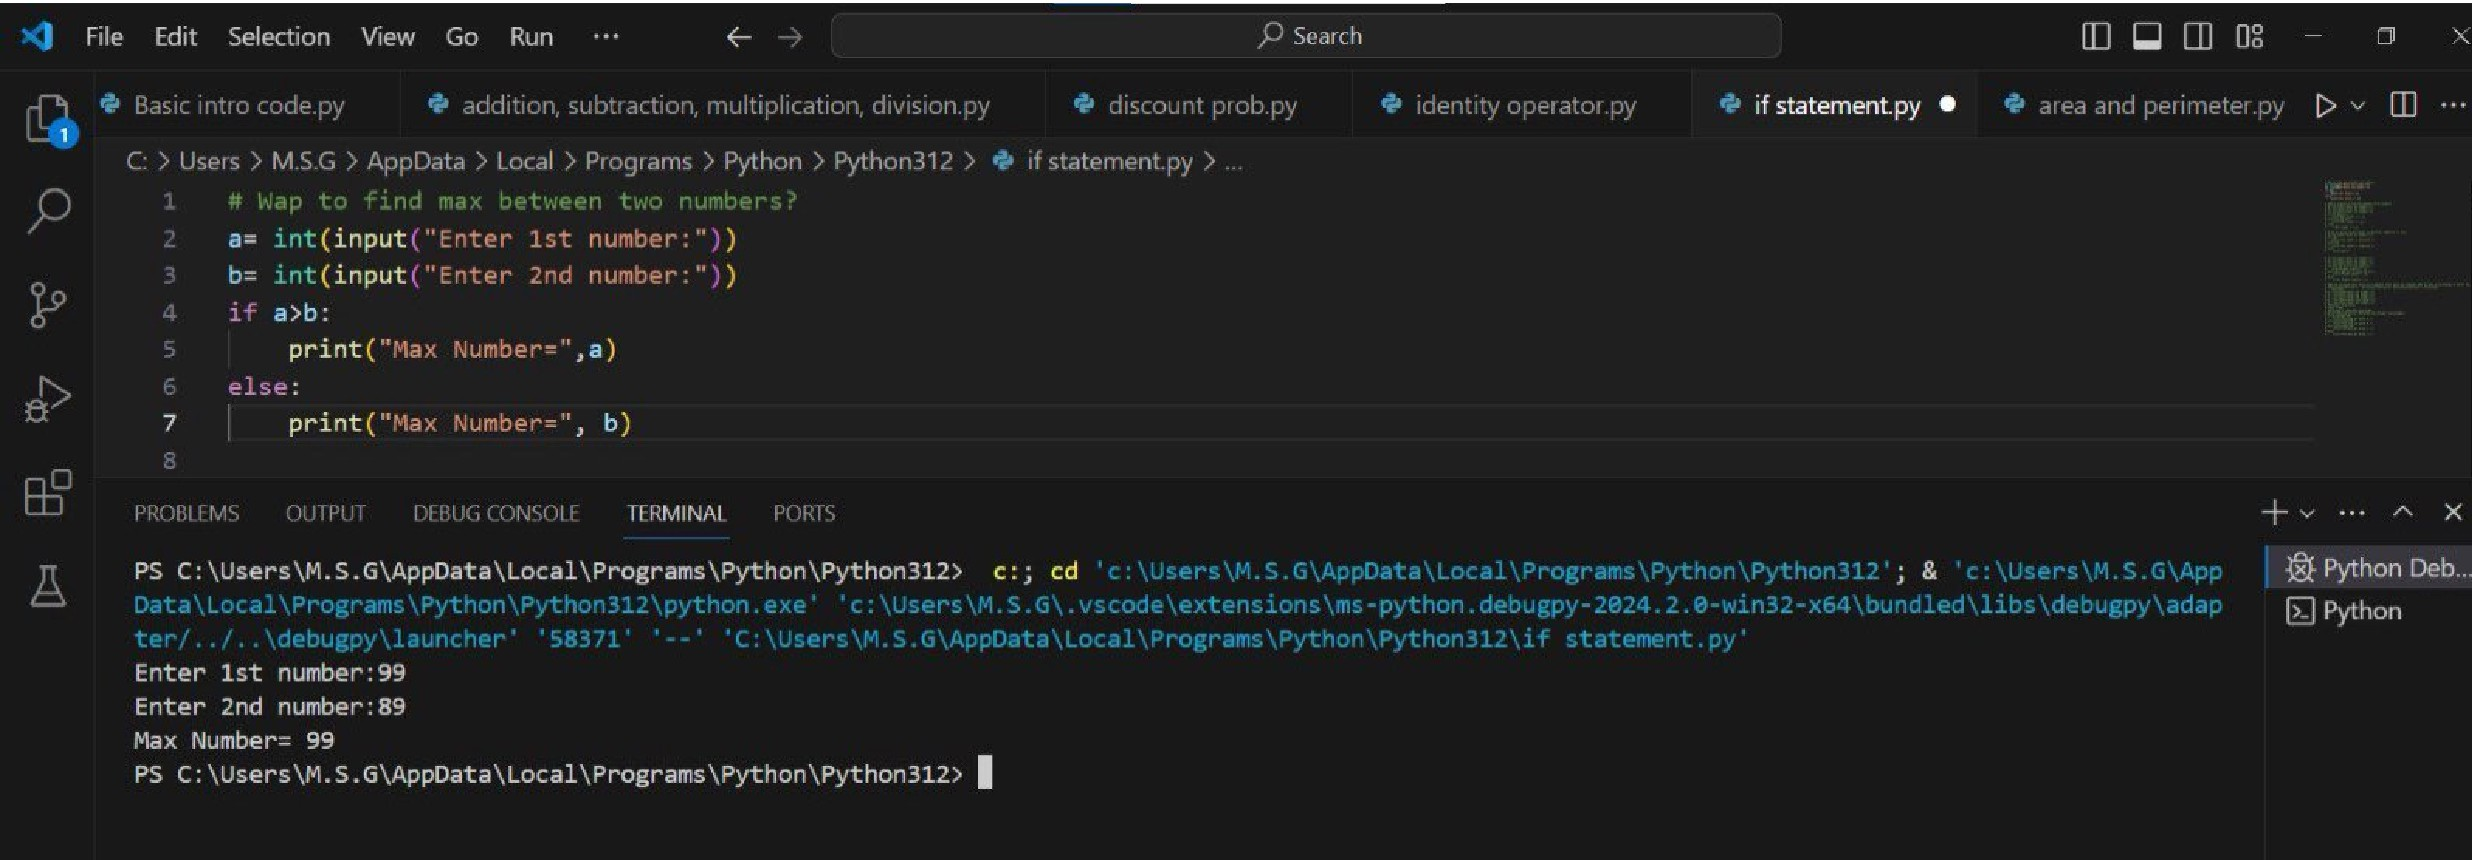 File Edit Selection View Go Run ··· Search
Basic intro code.py addition, subtraction, multiplication, division.py discount prob.py identity operator.py if statement.py area and perimeter.py
1
C: > Users > M.S.G > AppData > Local > Programs > Python > Python312 > if statement.py > ...
1 # Wap to find max between two numbers?
2 a= int(input("Enter 1st number:"))
3 b= int(input("Enter 2nd number:"))
4 if a>b:
5 print("Max Number=",a)
6 else:
7 print("Max Number=", b)
8
PROBLEMS OUTPUT DEBUG CONSOLE TERMINAL PORTS
PS C:\Users\M.S.G\AppData\Local\Programs\Python\Python312> c:; cd 'c:\Users\M.S.G\AppData\Local\Programs\Python\Python312'; & 'c:\Users\M.S.G\App
Data\Local\Programs\Python\Python312\python.exe' 'c:\Users\M.S.G\.vscode\extensions\ms-python.debugpy-2024.2.0-win32-x64\bundled\libs\debugpy\adap
ter/../..\debugpy\launcher' '58371' '--' 'C:\Users\M.S.G\AppData\Local\Programs\Python\Python312\if statement.py'
Enter 1st number:99
Enter 2nd number:89
Max Number= 99
PS C:\Users\M.S.G\AppData\Local\Programs\Python\Python312>
Python Deb...
Python